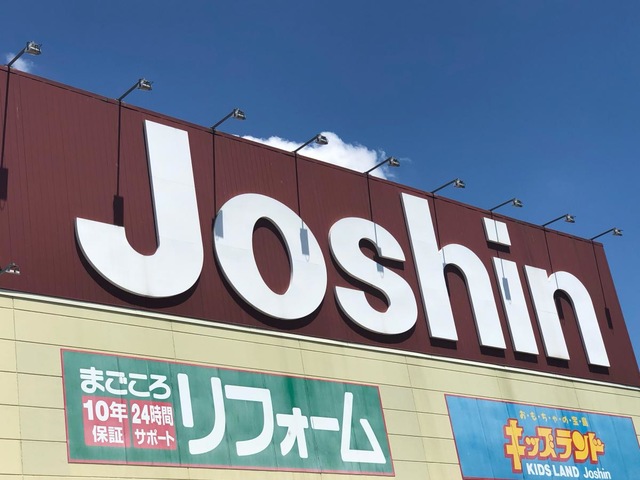 Joshin
まごころ
10年 24時間
保証 サポート
リフォーム
お・も・ち・ゃ・の・宝・島
キッズランド
KIDS LAND Joshin